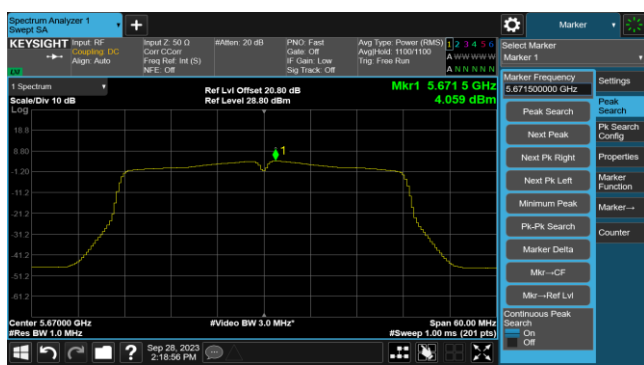 Spectrum Analyzer 1
Swept SA
+
Marker
KEYSIGHT
Input: RF
Coupling: DC
Align: Auto
Input Z: 50 Ω
Corr CCorr
Freq Ref: Int (S)
NFE: Off
#Atten: 20 dB
PNO: Fast
Gate: Off
IF Gain: Low
Sig Track: Off
Avg Type: Power (RMS)
Avg|Hold: 1100/1100
Trig: Free Run
1 2 3 4 5 6
A W W W W W
A N N N N N
Select Marker
Marker 1
LXI
1 Spectrum
Scale/Div 10 dB
Log
Ref Lvl Offset 20.80 dB
Ref Level 28.80 dBm
Mkr1 5.671 5 GHz
4.059 dBm
18.8
8.80
-1.20
-11.2
-21.2
-31.2
-41.2
-51.2
-61.2
1
Center 5.67000 GHz
#Res BW 1.0 MHz
#Video BW 3.0 MHz*
Span 60.00 MHz
#Sweep 1.00 ms (201 pts)
Marker Frequency
5.671500000 GHz
Peak Search
Next Peak
Next Pk Right
Next Pk Left
Minimum Peak
Pk-Pk Search
Marker Delta
Mkr→CF
Mkr→Ref Lvl
Continuous Peak
Search
On
Off
Settings
Peak
Search
Pk Search
Config
Properties
Marker
Function
Marker→
Counter
?
Sep 28, 2023
2:18:56 PM